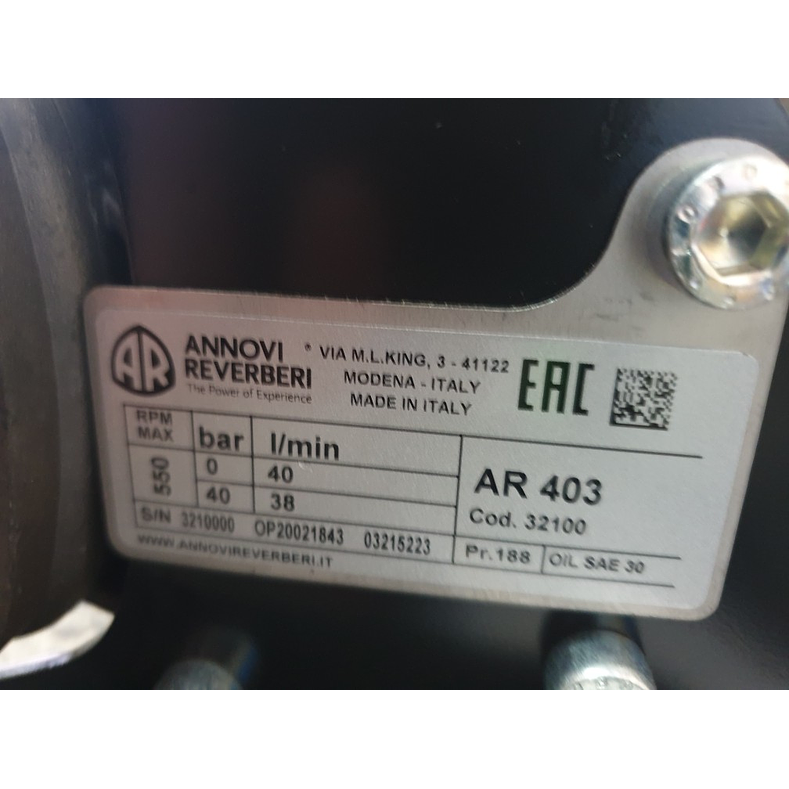 AR
ANNOVI
REVERBERI
The Power of Experience
® VIA M.L.KING, 3 - 41122
MODENA - ITALY
MADE IN ITALY
EAC
RPM
MAX
bar
l/min
550
0
40
40
38
AR 403
Cod. 32100
S/N 3210000 OP20021843 03215223
Pr.188
OIL SAE 30
WWW.ANNOVIREVERBERI.IT